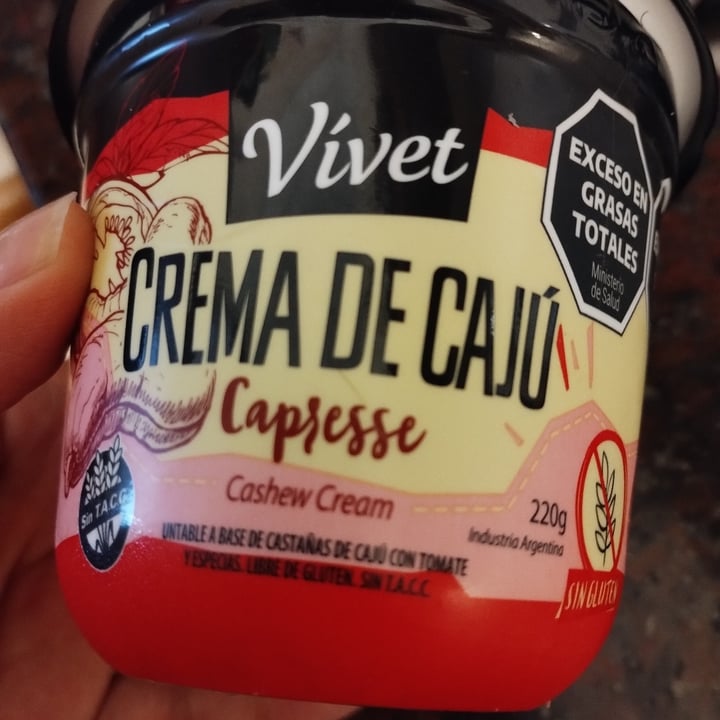 Vívet
EXCESO EN
GRASAS
TOTALES
Ministerio
de Salud
CREMA DE CAJÚ
Capresse
Cashew Cream
220g
Industria Argentina
Sin T.A.C.C.
UNTABLE A BASE DE CASTAÑAS DE CAJÚ CON TOMATE
Y ESPECIAS. LIBRE DE GLUTEN. SIN T.A.C.C
SIN GLUTEN